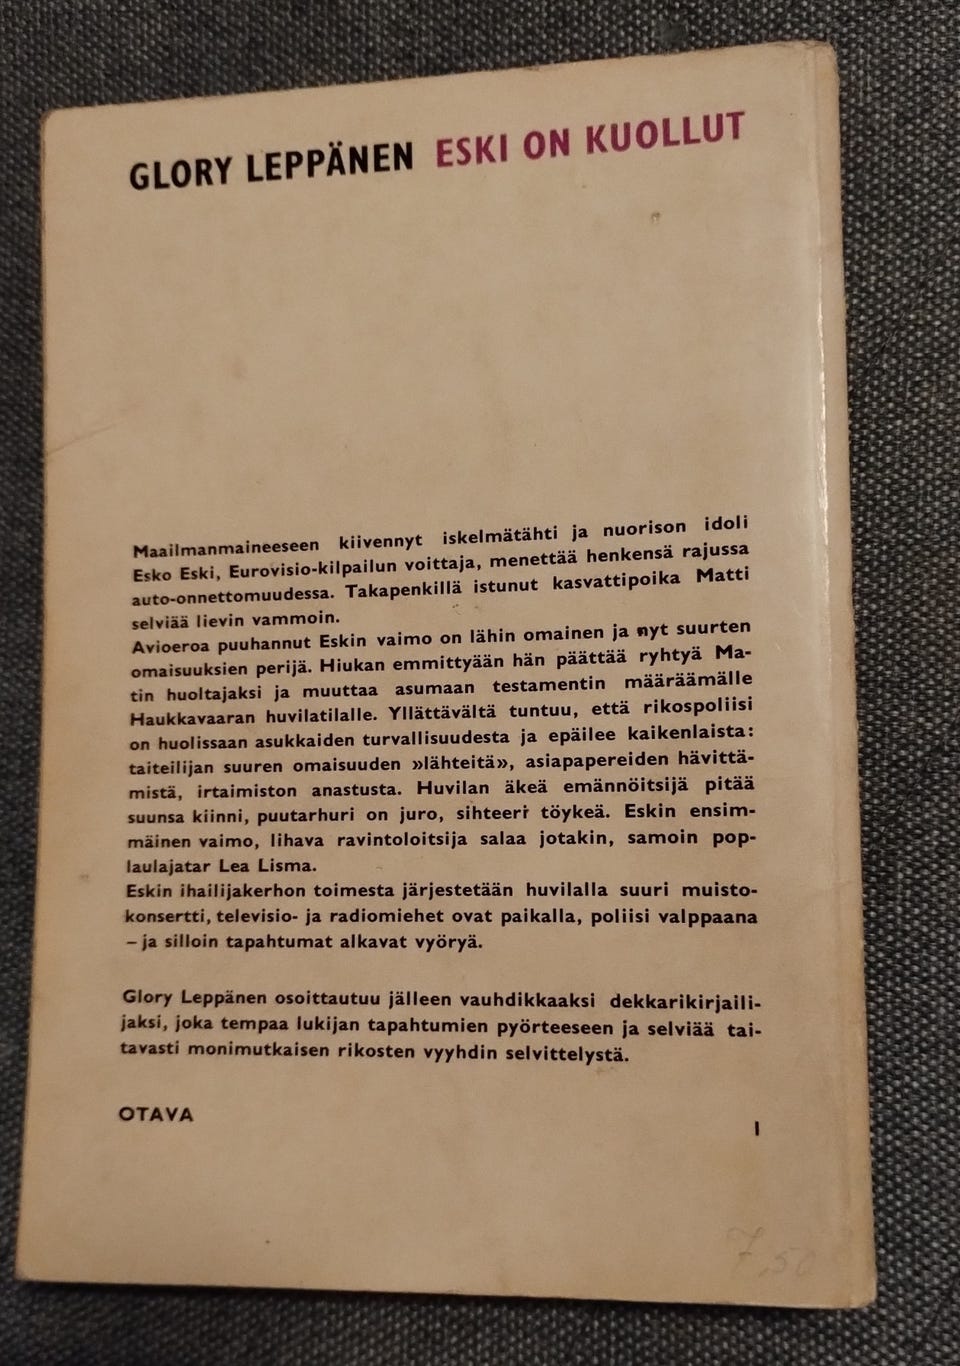 GLORY LEPPÄNEN ESKI ON KUOLLUT
Maailmanmaineeseen kiivennyt iskelmätähti ja nuorison idoli
Esko Eski, Eurovisio-kilpailun voittaja, menettää henkensä rajussa
auto-onnettomuudessa. Takapenkillä istunut kasvattipoika Matti
selviää lievin vammoin.
Avioeroa puuhannut Eskin vaimo on lähin omainen ja nyt suurten
omaisuuksien perijä. Hiukan emmittyään hän päättää ryhtyä Ma-
tin huoltajaksi ja muuttaa asumaan testamentin määräämälle
Haukkavaaran huvilatilalle. Yllättävältä tuntuu, että rikospoliisi
on huolissaan asukkaiden turvallisuudesta ja epäilee kaikenlaista:
taiteilijan suuren omaisuuden »lähteitä», asiapapereiden hävittä-
mistä, irtaimiston anastusta. Huvilan äkeä emännöitsijä pitää
suunsa kiinni, puutarhuri on juro, sihteeri töykeä. Eskin ensim-
mäinen vaimo, lihava ravintoloitsija salaa jotakin, samoin pop-
laulajatar Lea Lisma.
Eskin ihailijakerhon toimesta järjestetään huvilalla suuri muisto-
konsertti, televisio- ja radiomiehet ovat paikalla, poliisi valppaana
– ja silloin tapahtumat alkavat vyöryä.
Glory Leppänen osoittautuu jälleen vauhdikkaaksi dekkarikirjaili-
jaksi, joka tempaa lukijan tapahtumien pyörteeseen ja selviää tai-
tavasti monimutkaisen rikosten vyyhdin selvittelystä.
OTAVA
I
7,50